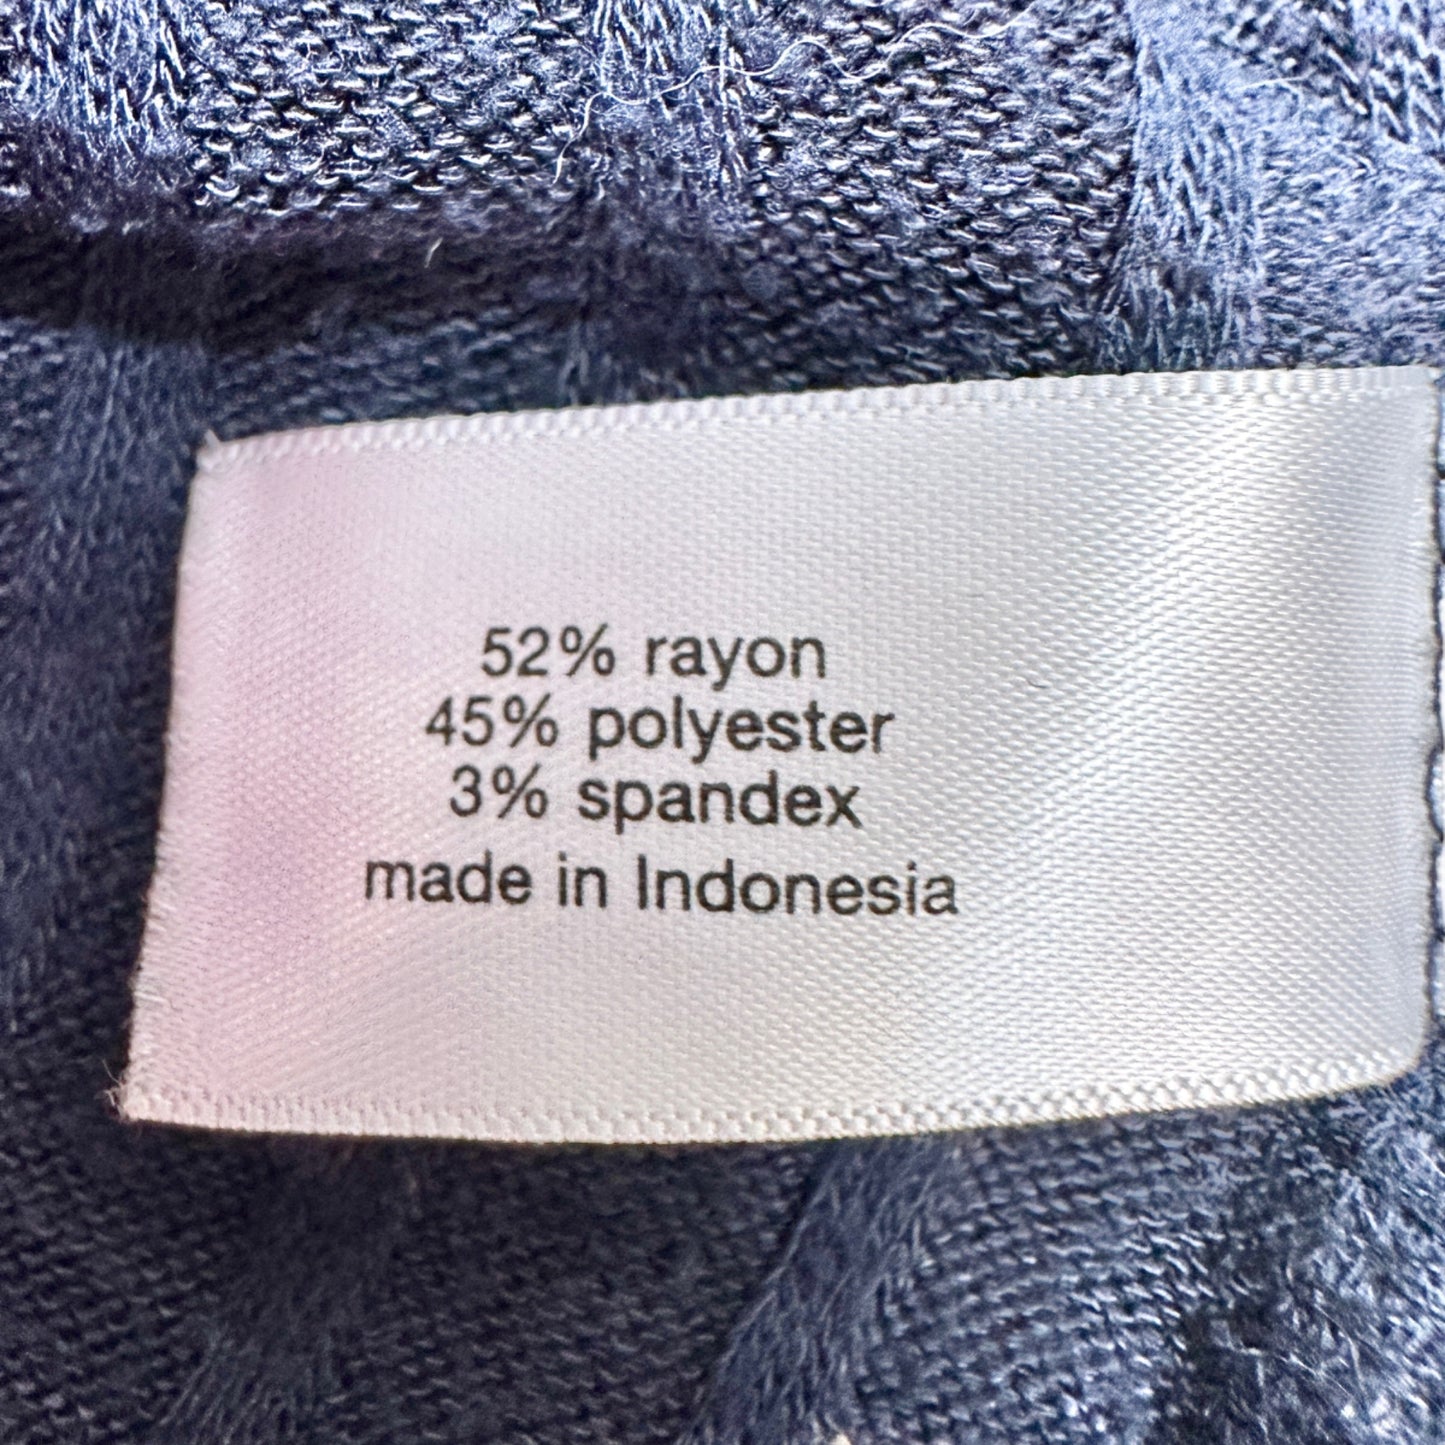 52% rayon
45% polyester
3% spandex
made in Indonesia